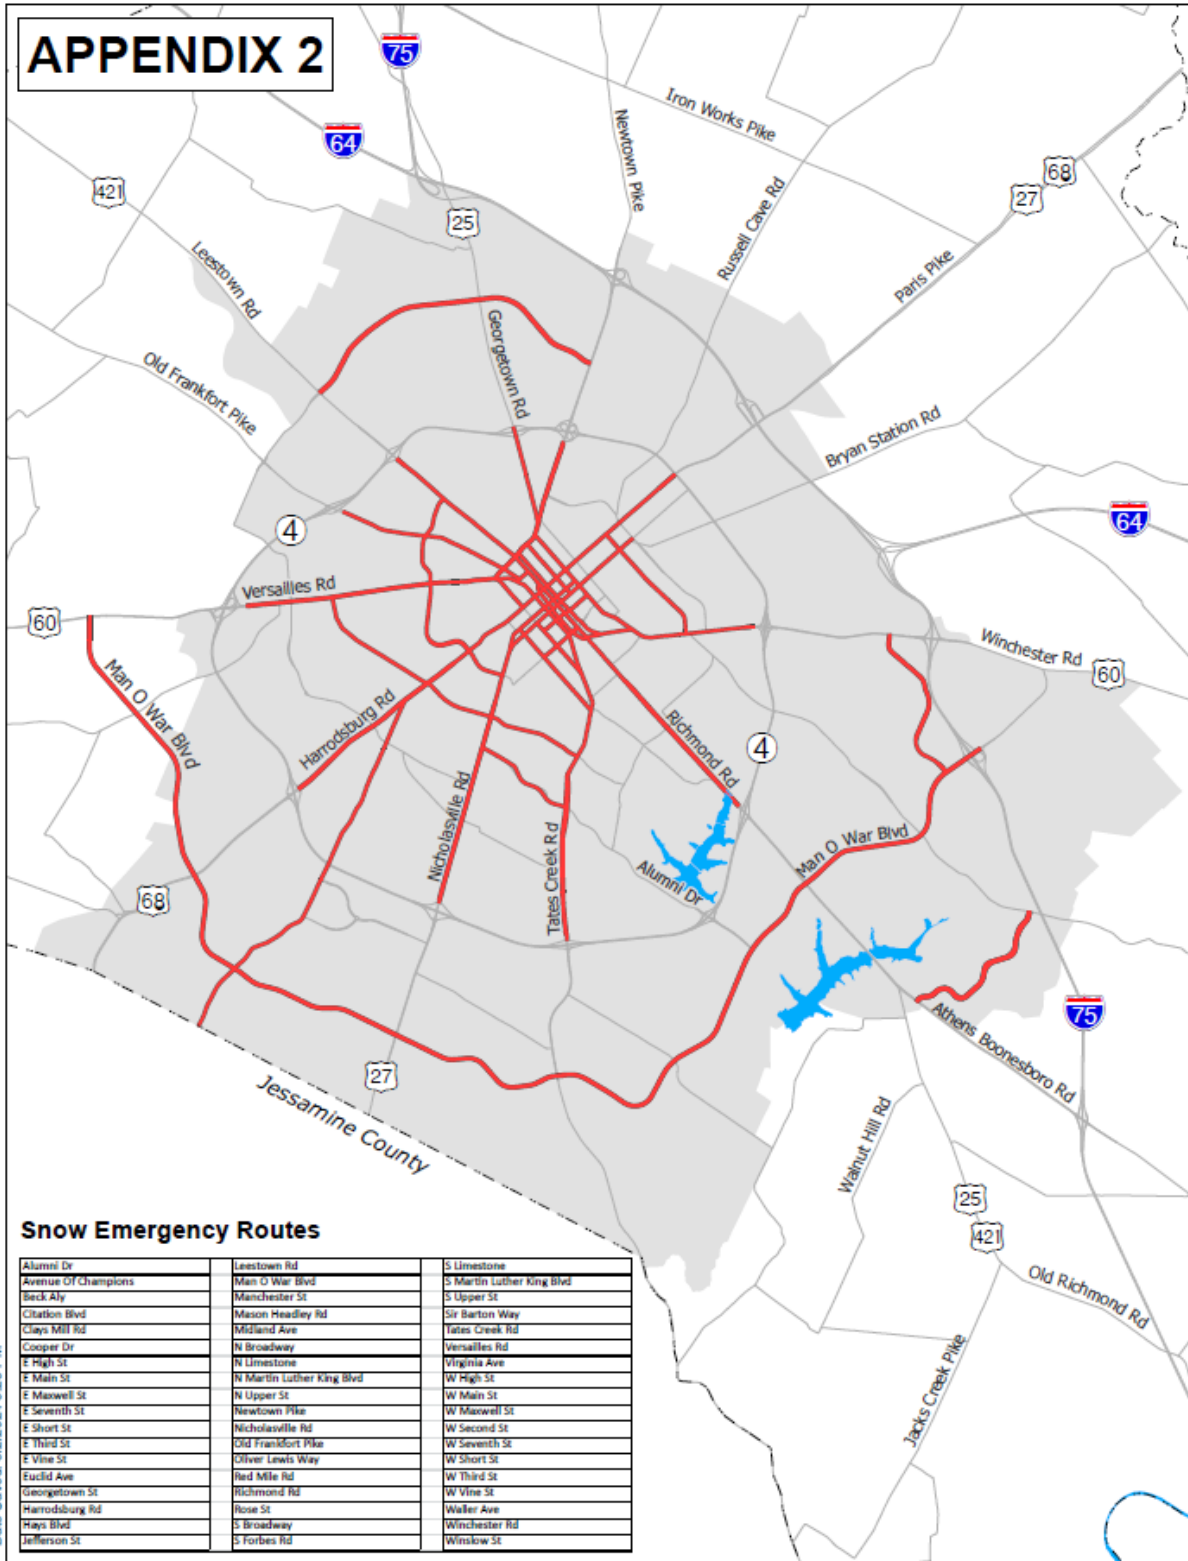 APPENDIX 2
75
64
Iron Works Pike
Newtown Pike
68
421
27
25
Russell Cave Rd
Leestown Rd
Paris Pike
Georgetown Rd
Old Frankfort Pike
Bryan Station Rd
64
4
Versailles Rd
60
Winchester Rd
60
Man O War Blvd
Harrodsburg Rd
Richmond Rd
4
Nicholasville Rd
Tates Creek Rd
Man O War Blvd
Alumni Dr
68
75
Athens Boonesboro Rd
27
Jessamine County
Walnut Hill Rd
25
421
Old Richmond Rd
Jacks Creek Pike
Snow Emergency Routes
Alumni Dr Leestown Rd S Limestone
Avenue Of Champions Man O War Blvd S Martin Luther King Blvd
Beck Aly Manchester St S Upper St
Citation Blvd Mason Headley Rd Sir Barton Way
Clays Mill Rd Midland Ave Tates Creek Rd
Cooper Dr N Broadway Versailles Rd
E High St N Limestone Virginia Ave
E Main St N Martin Luther King Blvd W High St
E Maxwell St N Upper St W Main St
E Seventh St Newtown Pike W Maxwell St
E Short St Nicholasville Rd W Second St
E Third St Old Frankfort Pike W Seventh St
E Vine St Oliver Lewis Way W Short St
Euclid Ave Red Mile Rd W Third St
Georgetown St Richmond Rd W Vine St
Harrodsburg Rd Rose St Waller Ave
Hays Blvd S Broadway Winchester Rd
Jefferson St S Forbes Rd Winslow St